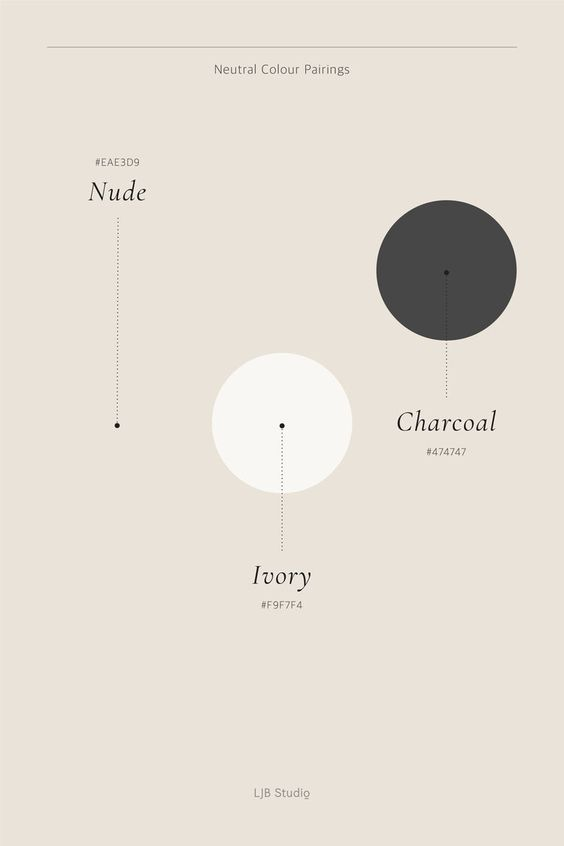 Neutral Colour Pairings
#EAE3D9
Nude
Charcoal
#474747
Ivory
#F9F7F4
LJB Studio